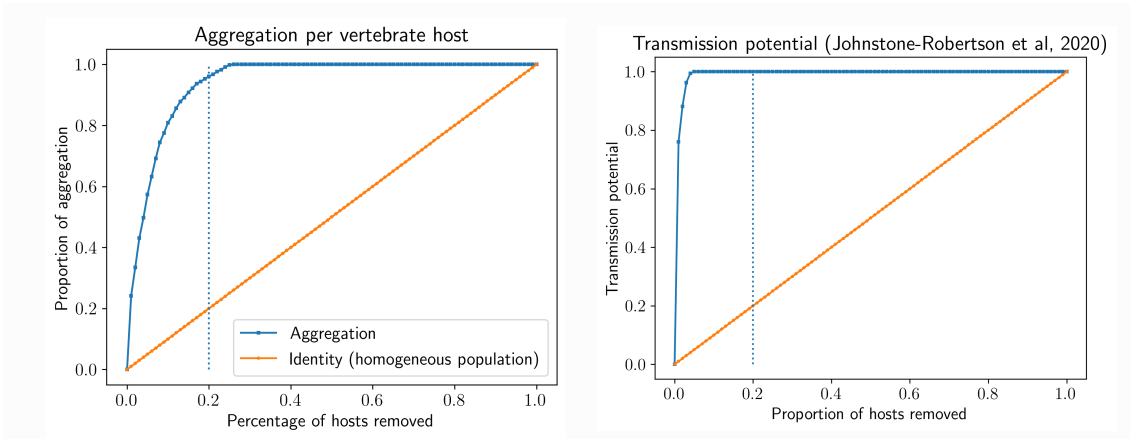 Aggregation per vertebrate host
Proportion of aggregation
1.0
0.8
0.6
0.4
0.2
0.0
Aggregation
Identity (homogeneous population)
0.0 0.2 0.4 0.6 0.8 1.0
Percentage of hosts removed
Transmission potential (Johnstone-Robertson et al, 2020)
Transmission potential
1.0
0.8
0.6
0.4
0.2
0.0
0.0 0.2 0.4 0.6 0.8 1.0
Proportion of hosts removed